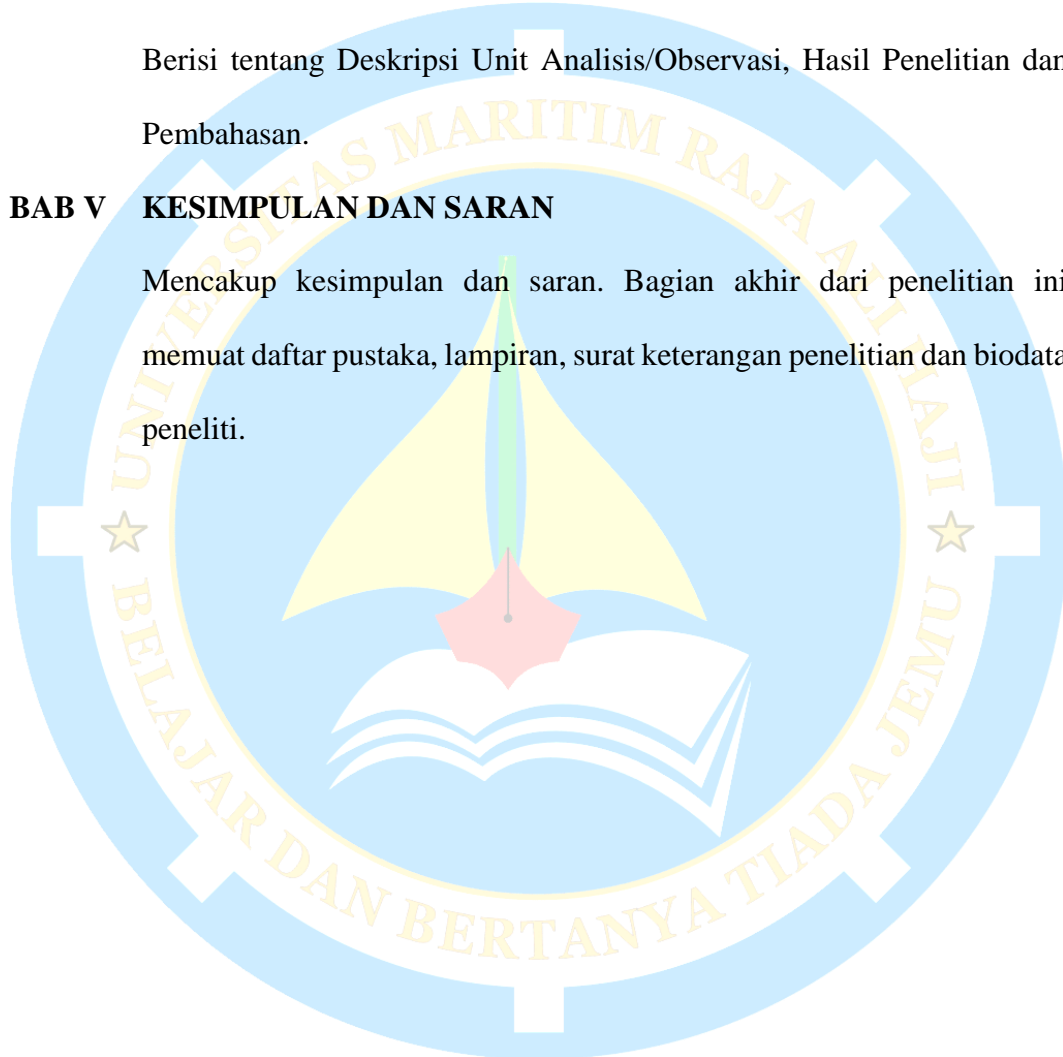 Berisi tentang Deskripsi Unit Analisis/Observasi, Hasil Penelitian dan
Pembahasan.
BAB V KESIMPULAN DAN SARAN
Mencakup kesimpulan dan saran. Bagian akhir dari penelitian ini
memuat daftar pustaka, lampiran, surat keterangan penelitian dan biodata
peneliti.
UNIVERSITAS MARITIM RAJA ALI HAJI
BELAJAR DAN BERTANYA TIADA JEMU